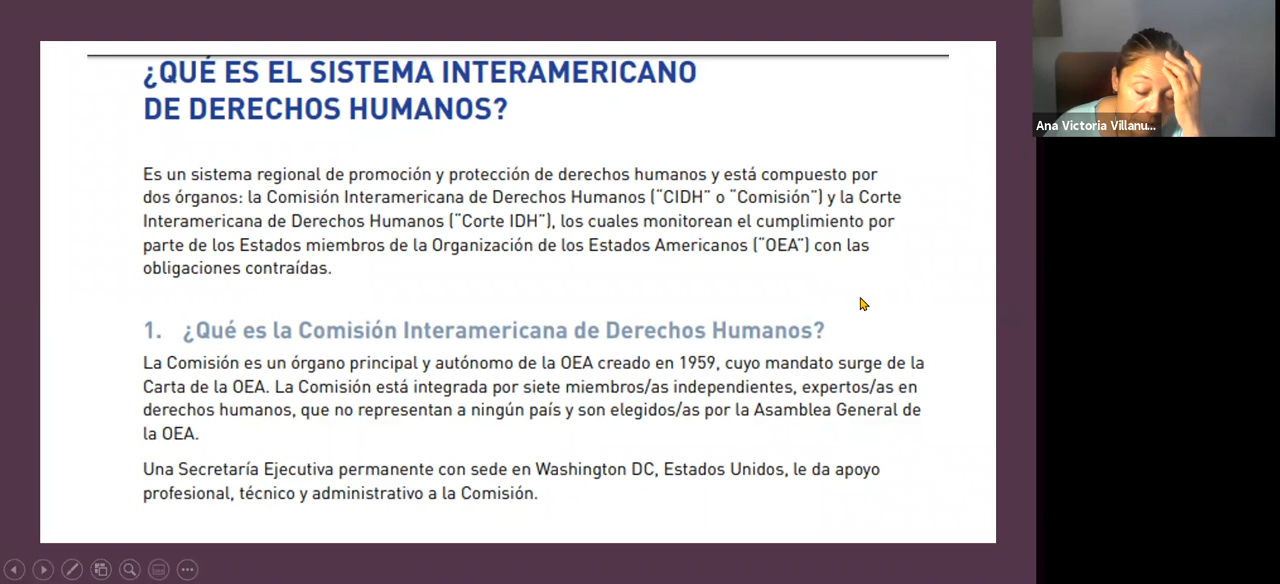 ¿QUÉ ES EL SISTEMA INTERAMERICANO
DE DERECHOS HUMANOS?
Es un sistema regional de promoción y protección de derechos humanos y está compuesto por
dos órganos: la Comisión Interamericana de Derechos Humanos (“CIDH” o “Comisión”) y la Corte
Interamericana de Derechos Humanos (“Corte IDH”), los cuales monitorean el cumplimiento por
parte de los Estados miembros de la Organización de los Estados Americanos (“OEA”) con las
obligaciones contraídas.
1. ¿Qué es la Comisión Interamericana de Derechos Humanos?
La Comisión es un órgano principal y autónomo de la OEA creado en 1959, cuyo mandato surge de la
Carta de la OEA. La Comisión está integrada por siete miembros/as independientes, expertos/as en
derechos humanos, que no representan a ningún país y son elegidos/as por la Asamblea General de
la OEA.
Una Secretaría Ejecutiva permanente con sede en Washington DC, Estados Unidos, le da apoyo
profesional, técnico y administrativo a la Comisión.
Ana Victoria Villanu...